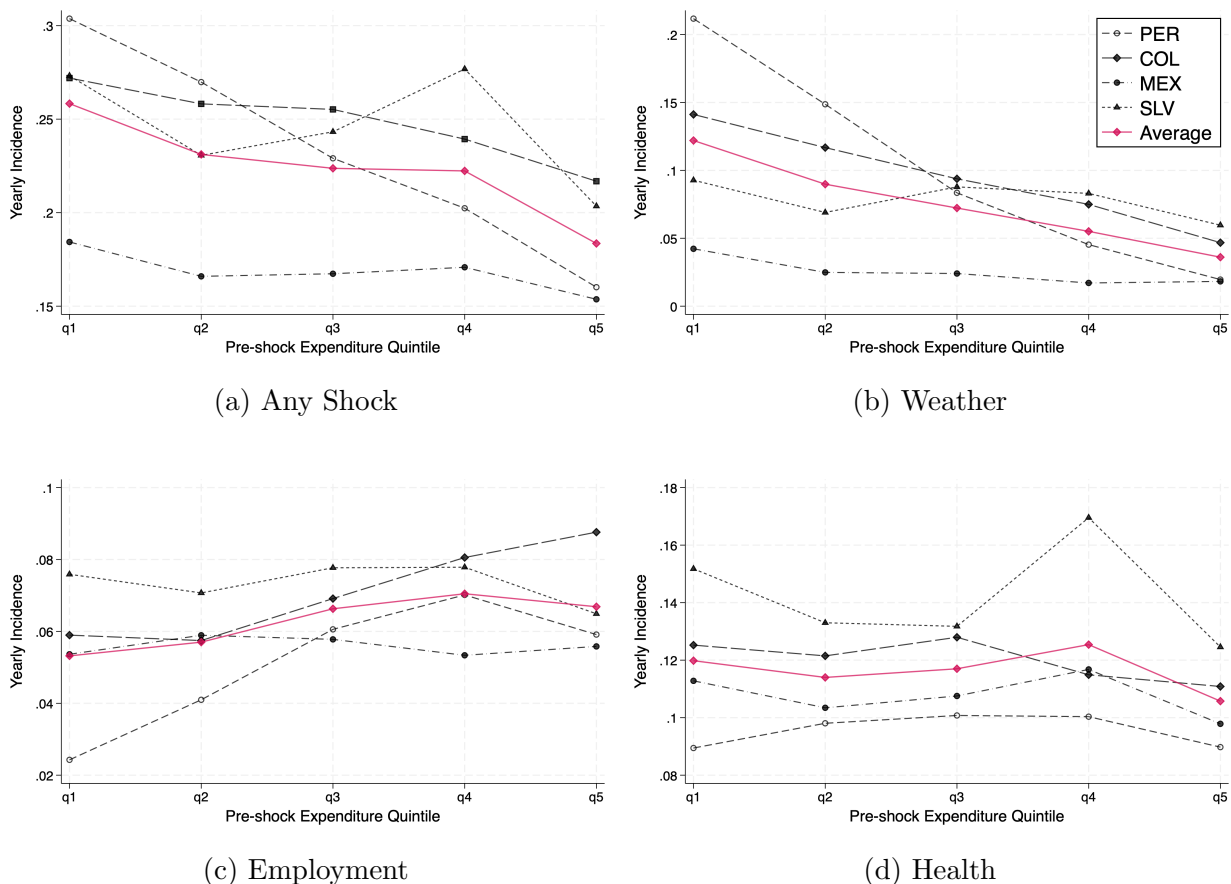 .3
.25
.2
.15
Yearly Incidence
q1 q2 q3 q4 q5
Pre-shock Expenditure Quintile
(a) Any Shock
.2
.15
.1
.05
0
Yearly Incidence
PER
COL
MEX
SLV
Average
q1 q2 q3 q4 q5
Pre-shock Expenditure Quintile
(b) Weather
.1
.08
.06
.04
.02
Yearly Incidence
q1 q2 q3 q4 q5
Pre-shock Expenditure Quintile
(c) Employment
.18
.16
.14
.12
.1
.08
Yearly Incidence
q1 q2 q3 q4 q5
Pre-shock Expenditure Quintile
(d) Health